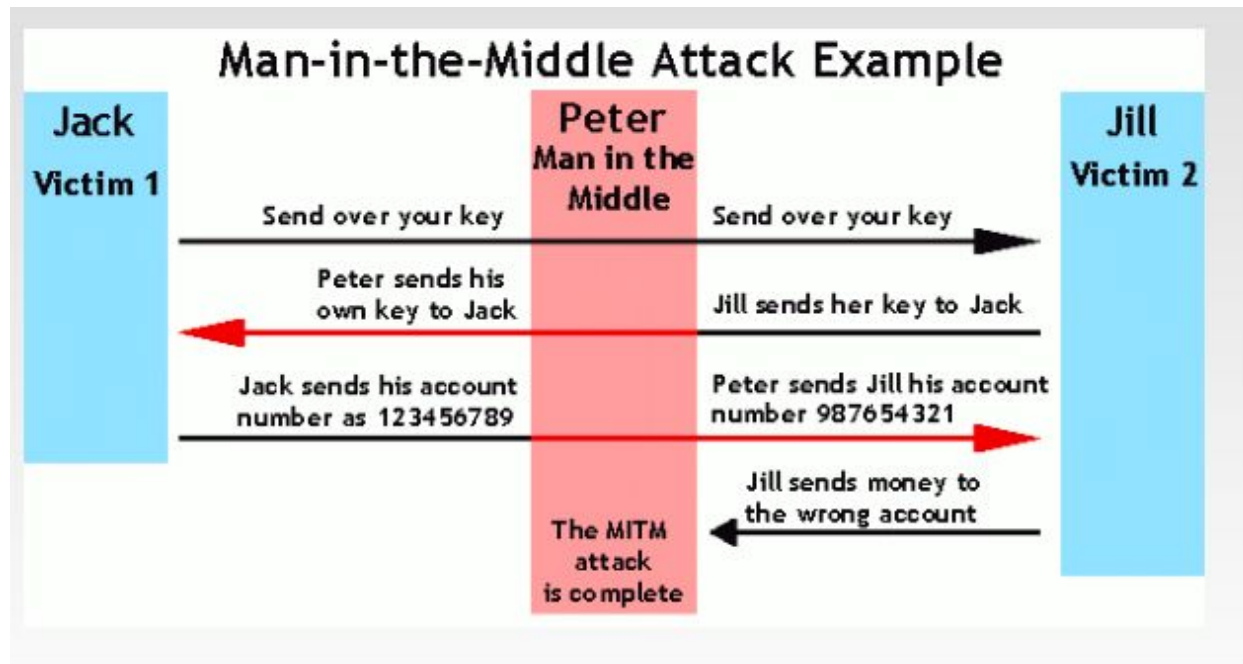 Man-in-the-Middle Attack Example
Jack
Victim 1
Peter
Man in the
Middle
Jill
Victim 2
Send over your key
Send over your key
Peter sends his
own key to Jack
Jill sends her key to Jack
Jack sends his account
number as 123456789
Peter sends Jill his account
number 987654321
Jill sends money to
the wrong account
The MITM
attack
is complete